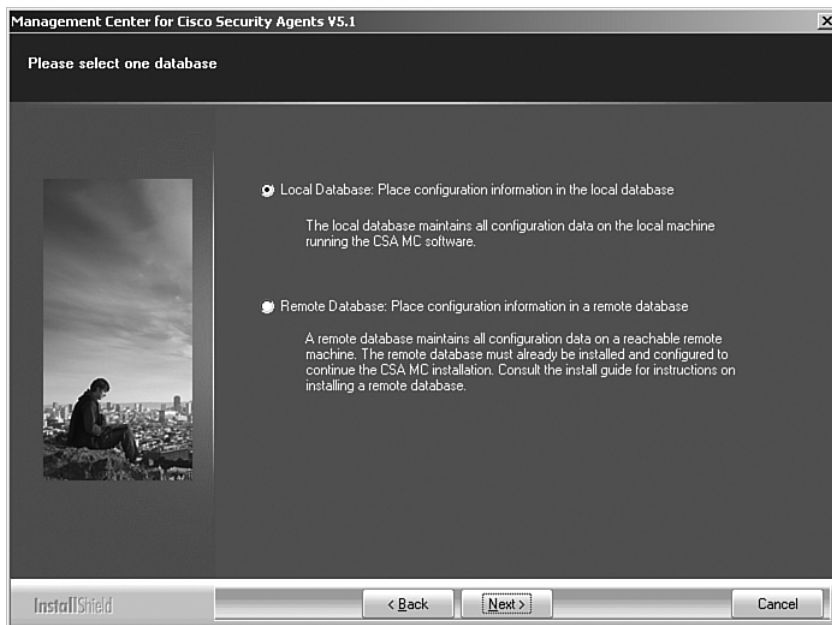 Management Center for Cisco Security Agents V5.1
Please select one database
Local Database: Place configuration information in the local database
The local database maintains all configuration data on the local machine
running the CSA MC software.
Remote Database: Place configuration information in a remote database
A remote database maintains all configuration data on a reachable remote
machine. The remote database must already be installed and configured to
continue the CSA MC installation. Consult the install guide for instructions on
installing a remote database.
InstallShield
< Back
Next >
Cancel